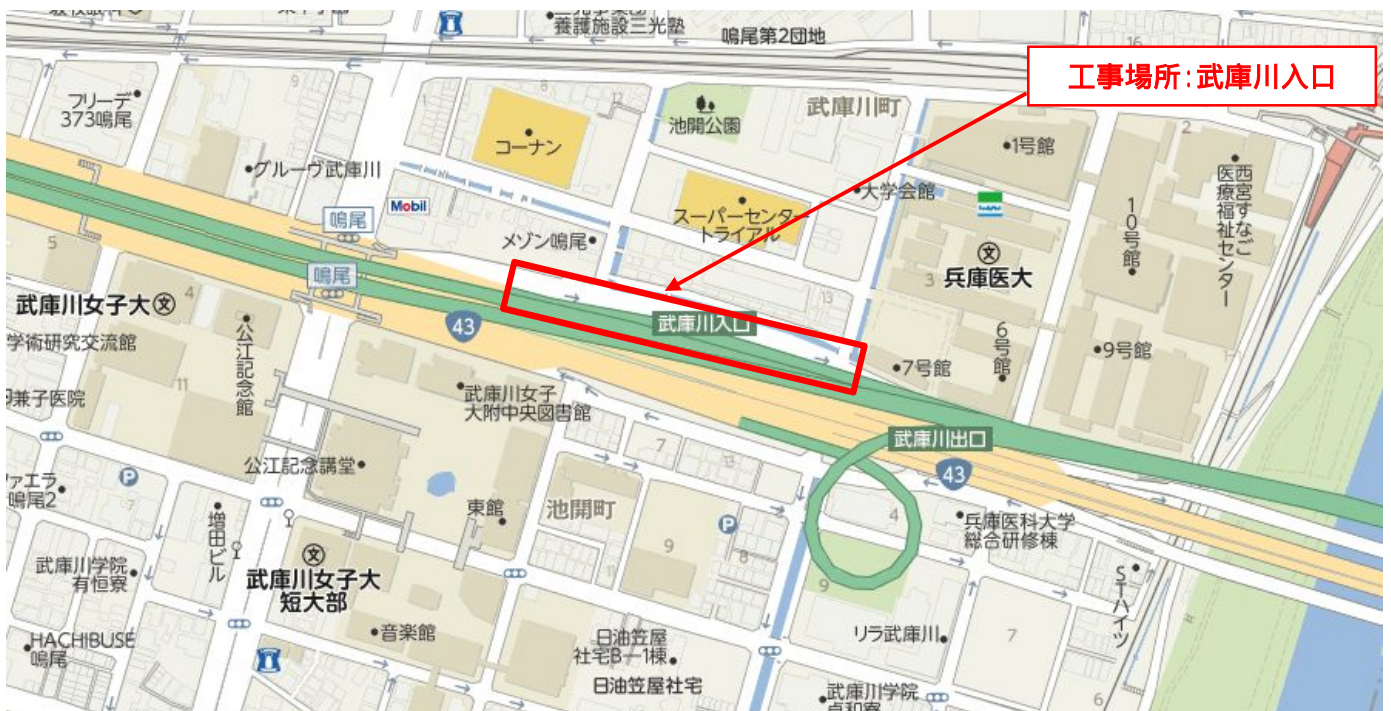 養護施設三光塾
鳴尾第2団地
工事場所：武庫川入口
フリーデ
373鳴尾
9
8
12
16
2
コーナン
池開公園
武庫川町
1号館
グルーヴ武庫川
Mobil
鳴尾
メゾン鳴尾
スーパーセンター
トライアル
大学会館
10号館
西宮すなご
医療福祉センター
鳴尾
5
4
武庫川女子大
文
学術研究交流館
公江記念館
43
武庫川入口
13
3
文
兵庫医大
6号館
9号館
7号館
1-1
11
武庫川女子
大附中央図書館
武庫川出口
43
公江記念講堂
東館
池開町
7
13
4
兵庫医科大学
総合研修棟
P
ァエラ
鳴尾2
7
増田ビル
P
9
8
9
11
STハイツ
武庫川学院
有恒寮
文
武庫川女子大
短大部
音楽館
HACHIBUSE
鳴尾
日油笠屋
社宅B－1棟
日油笠屋社宅
リラ武庫川
7
6
武庫川学院